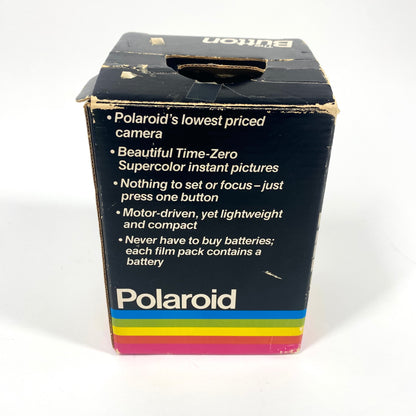 Button
• Polaroid's lowest priced
camera
• Beautiful Time-Zero
Supercolor instant pictures
• Nothing to set or focus–just
press one button
• Motor-driven, yet lightweight
and compact
• Never have to buy batteries;
each film pack contains a
battery
Polaroid